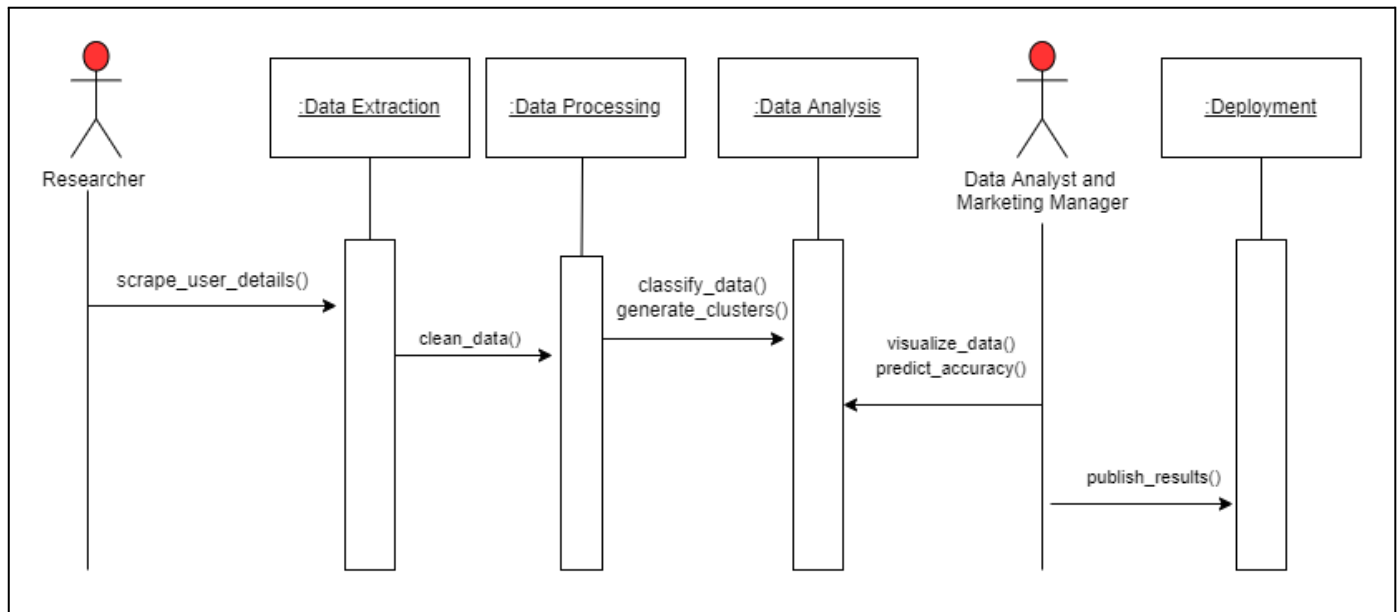 :Data Extraction
:Data Processing
:Data Analysis
:Deployment
Researcher
Data Analyst and
Marketing Manager
scrape_user_details()
clean_data()
classify_data()
generate_clusters()
visualize_data()
predict_accuracy()
publish_results()